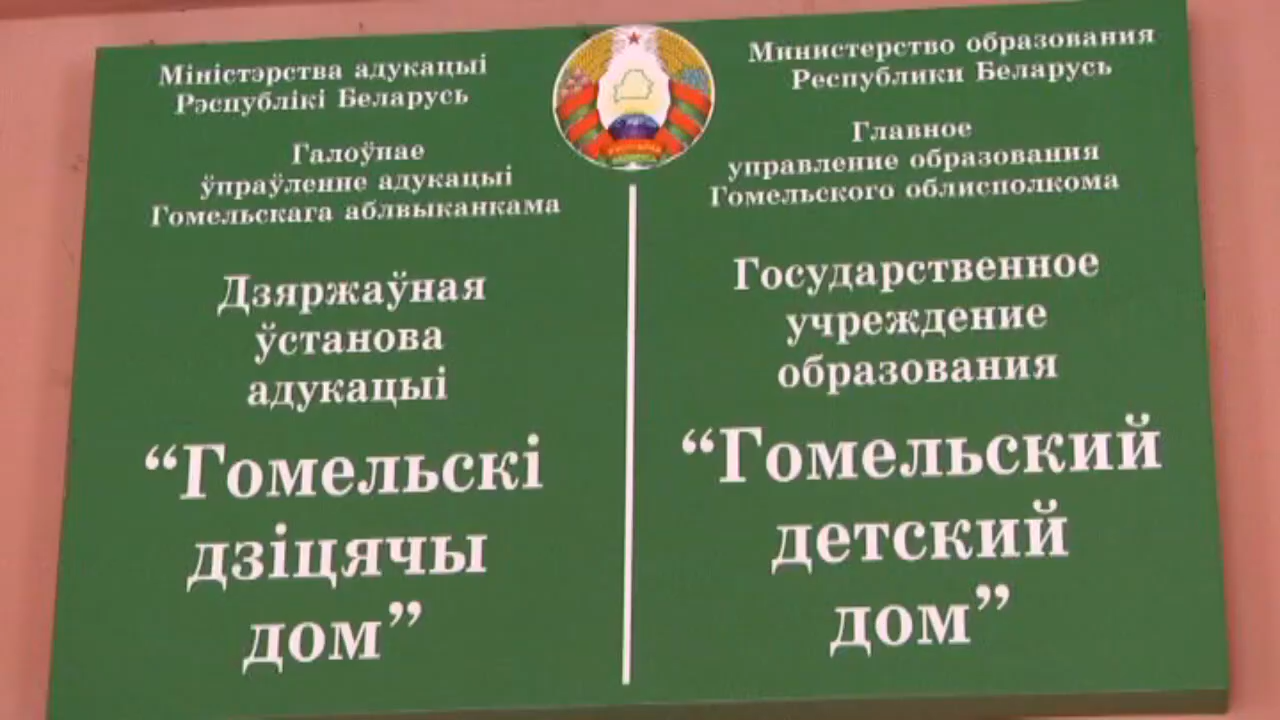 Міністэрства адукацыі
Рэспублікі Беларусь
Галоўнае
ўпраўленне адукацыі
Гомельскага аблвыканкама
Дзяржаўная
ўстанова
адукацыі
“Гомельскі
дзіцячы
дом”
Министерство образования
Республики Беларусь
Главное
управление образования
Гомельского облисполкома
Государственное
учреждение
образования
“Гомельский
детский
дом”